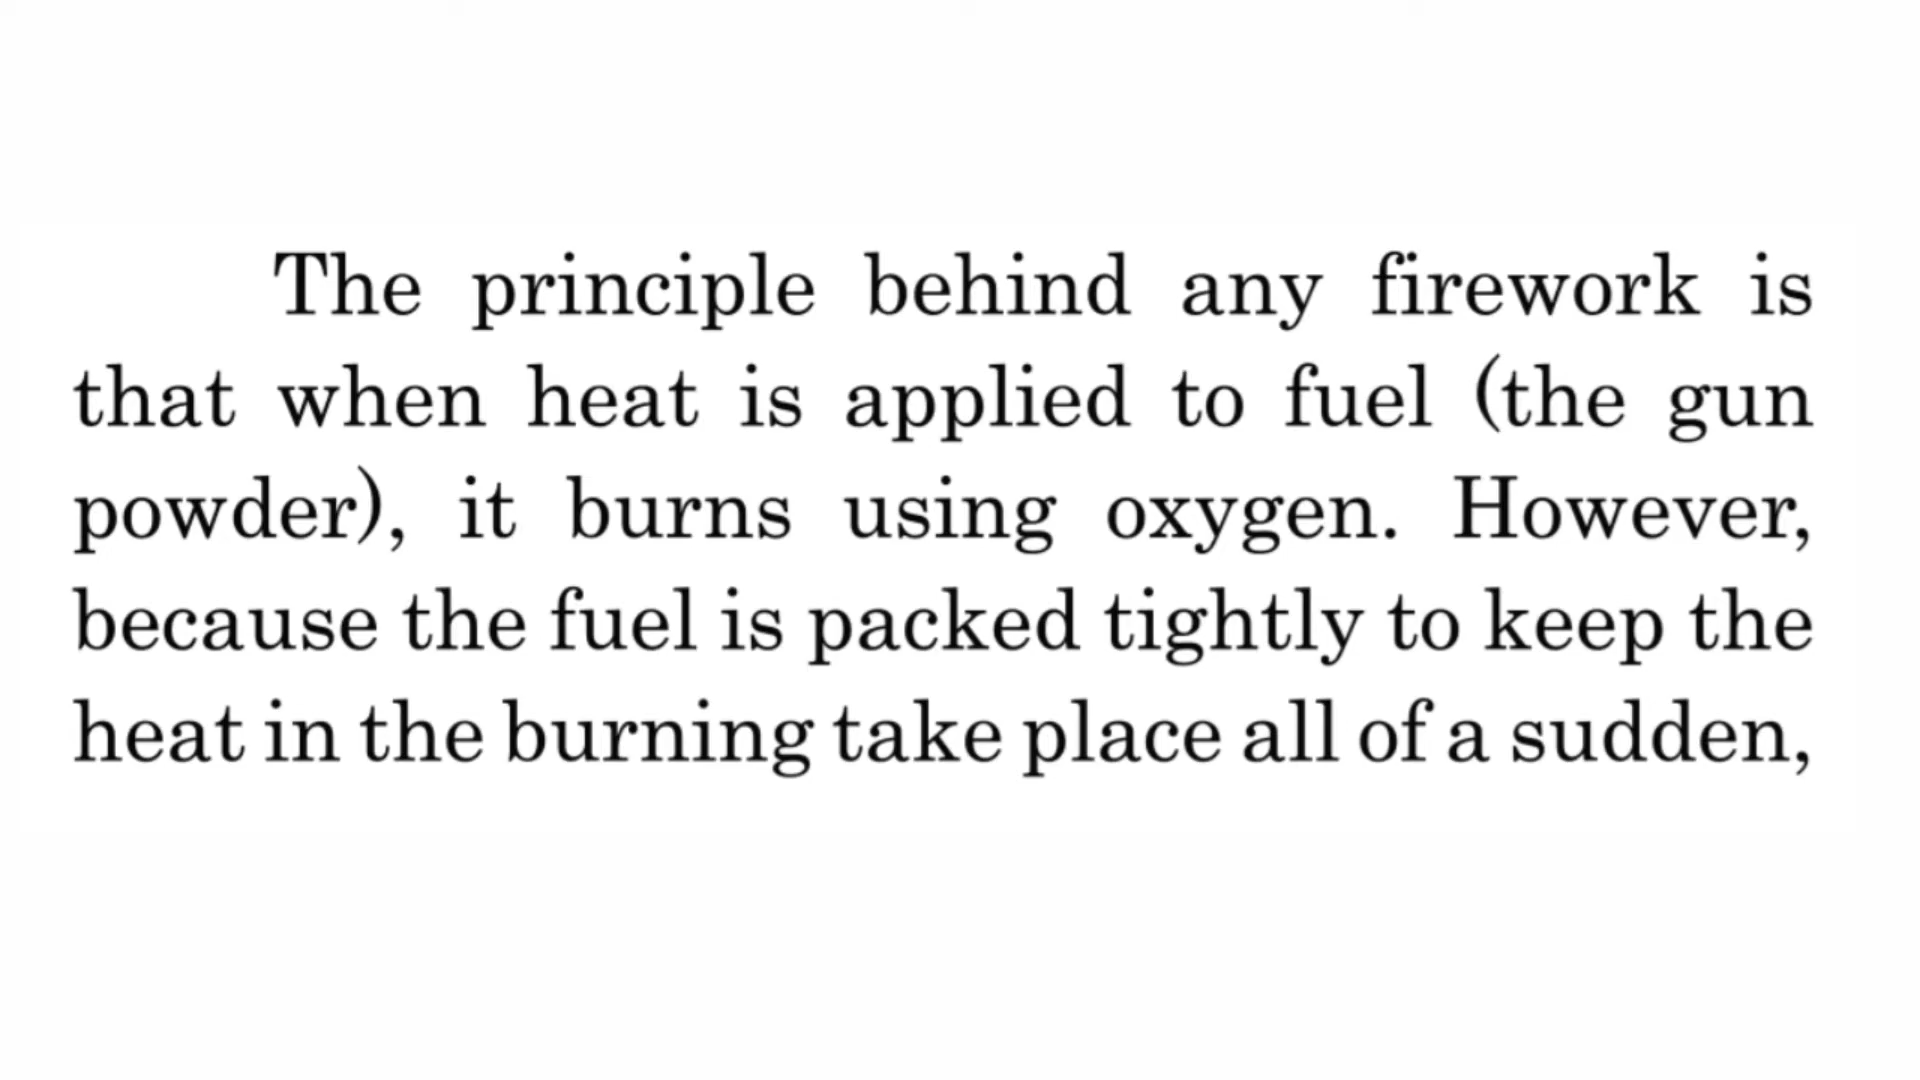 The principle behind any firework is
that when heat is applied to fuel (the gun
powder), it burns using oxygen. However,
because the fuel is packed tightly to keep the
heat in the burning take place all of a sudden,